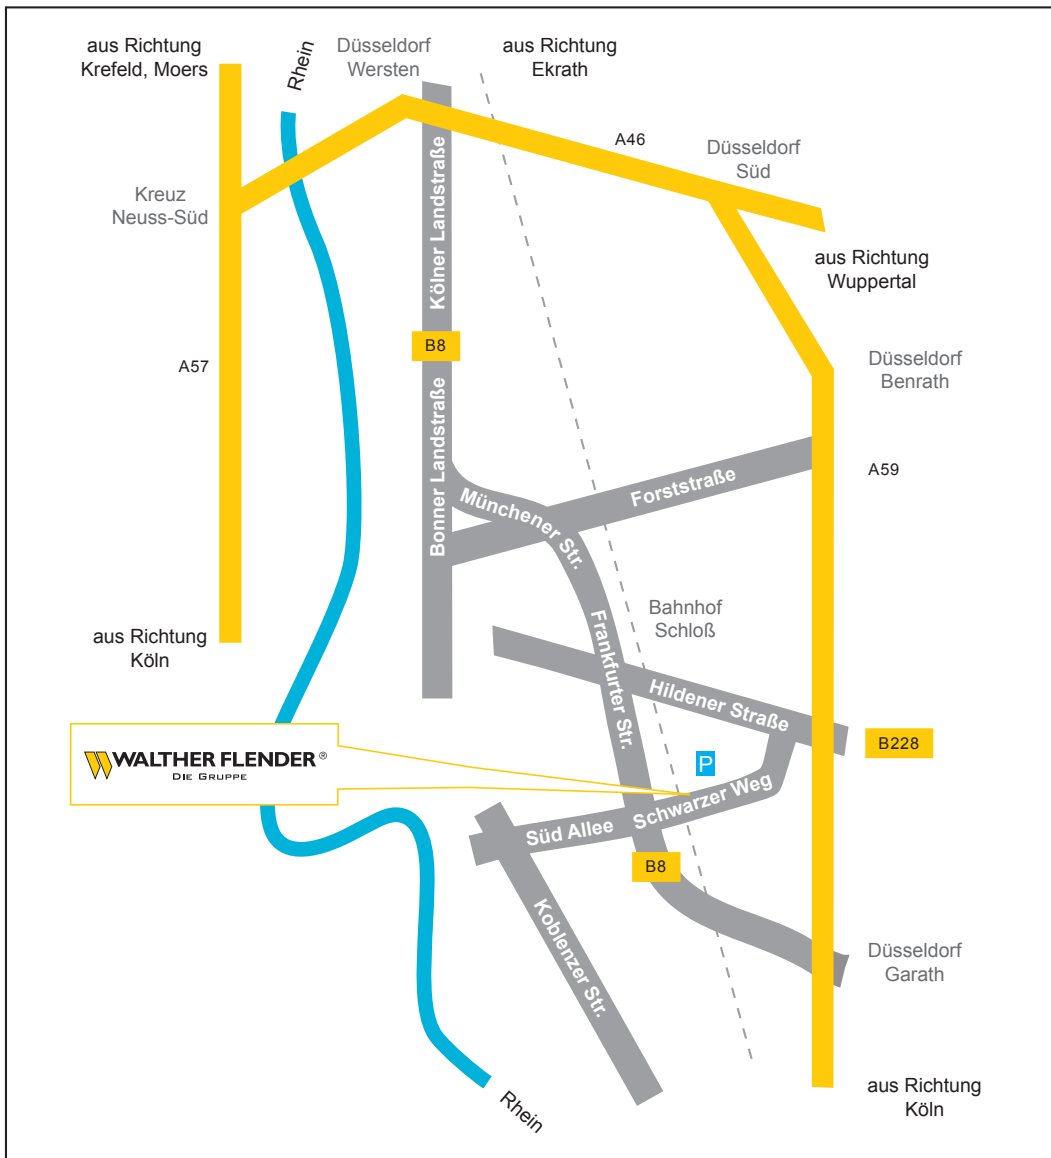 aus Richtung
Krefeld, Moers
Rhein
Düsseldorf
Wersten
aus Richtung
Ekrath
A46
Düsseldorf
Süd
Kreuz
Neuss-Süd
Kölner Landstraße
aus Richtung
Wuppertal
B8
A57
Düsseldorf
Benrath
Bonner Landstraße
A59
Forststraße
Münchener Str.
Bahnhof
Schloß
Frankfurter Str.
aus Richtung
Köln
Hildener Straße
B228
WALTHER FLENDER®
DIE GRUPPE
P
Schwarzer Weg
Süd Allee
B8
Koblenzer Str.
Düsseldorf
Garath
aus Richtung
Köln
Rhein